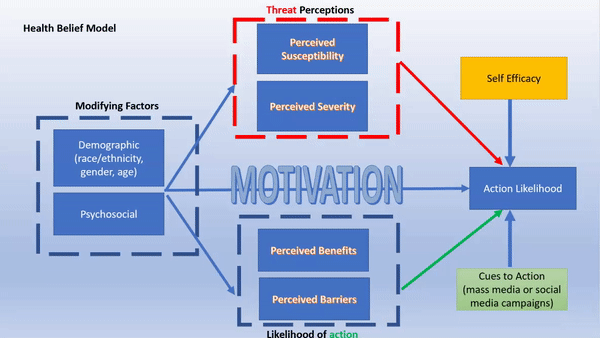 Health Belief Model
Threat Perceptions
Perceived
Susceptibility
Perceived Severity
Modifying Factors
Demographic
(race/ethnicity,
gender, age)
Psychosocial
MOTIVATION
Perceived Benefits
Perceived Barriers
Likelihood of action
Self Efficacy
Action Likelihood
Cues to Action
(mass media or social
media campaigns)